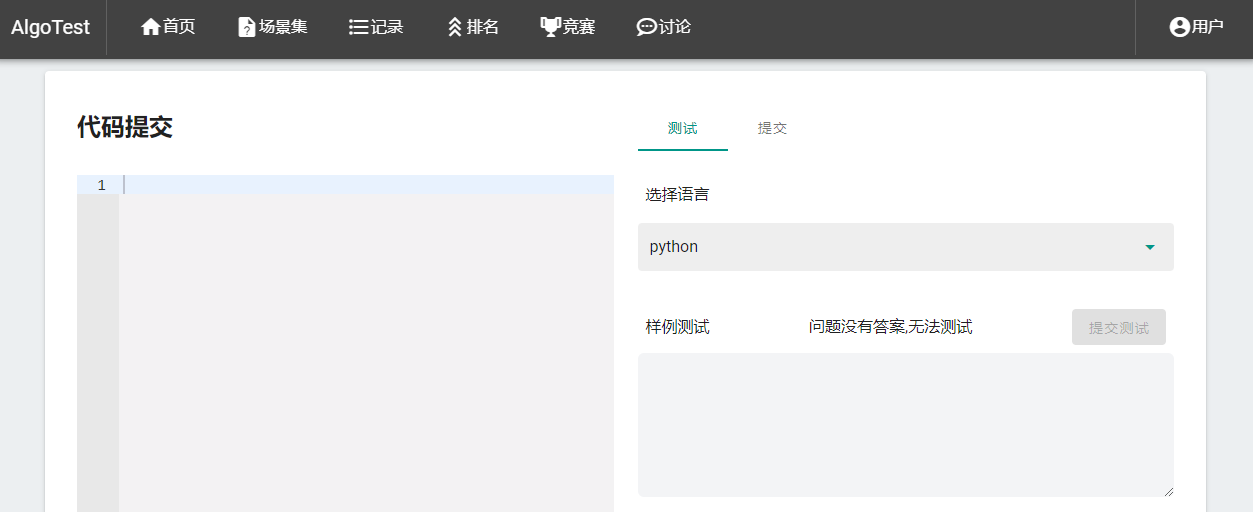 AlgoTest 首页 场景集 记录 排名 竞赛 讨论 用户
代码提交
测试 提交
1
选择语言
python
样例测试 问题没有答案,无法测试 提交测试